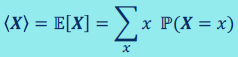 ⟨X⟩ = 𝔼[X] = ∑ₓ x ℙ(X = x)